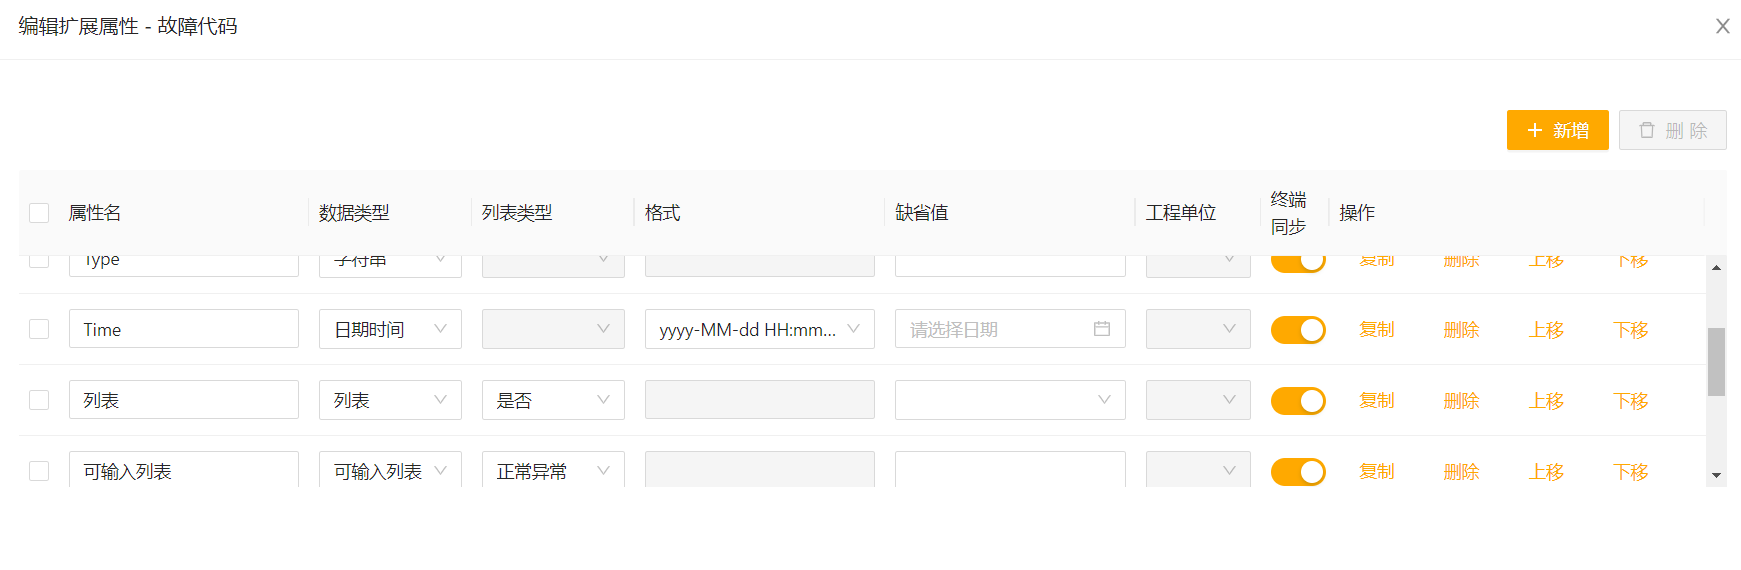 编辑扩展属性 - 故障代码
新增 删 除
属性名 数据类型 列表类型 格式 缺省值 工程单位 终端同步 操作
Type 字符串 复制 删除 上移 下移
Time 日期时间 yyyy-MM-dd HH:mm... 请选择日期 复制 删除 上移 下移
列表 列表 是否 复制 删除 上移 下移
可输入列表 可输入列表 正常异常 复制 删除 上移 下移